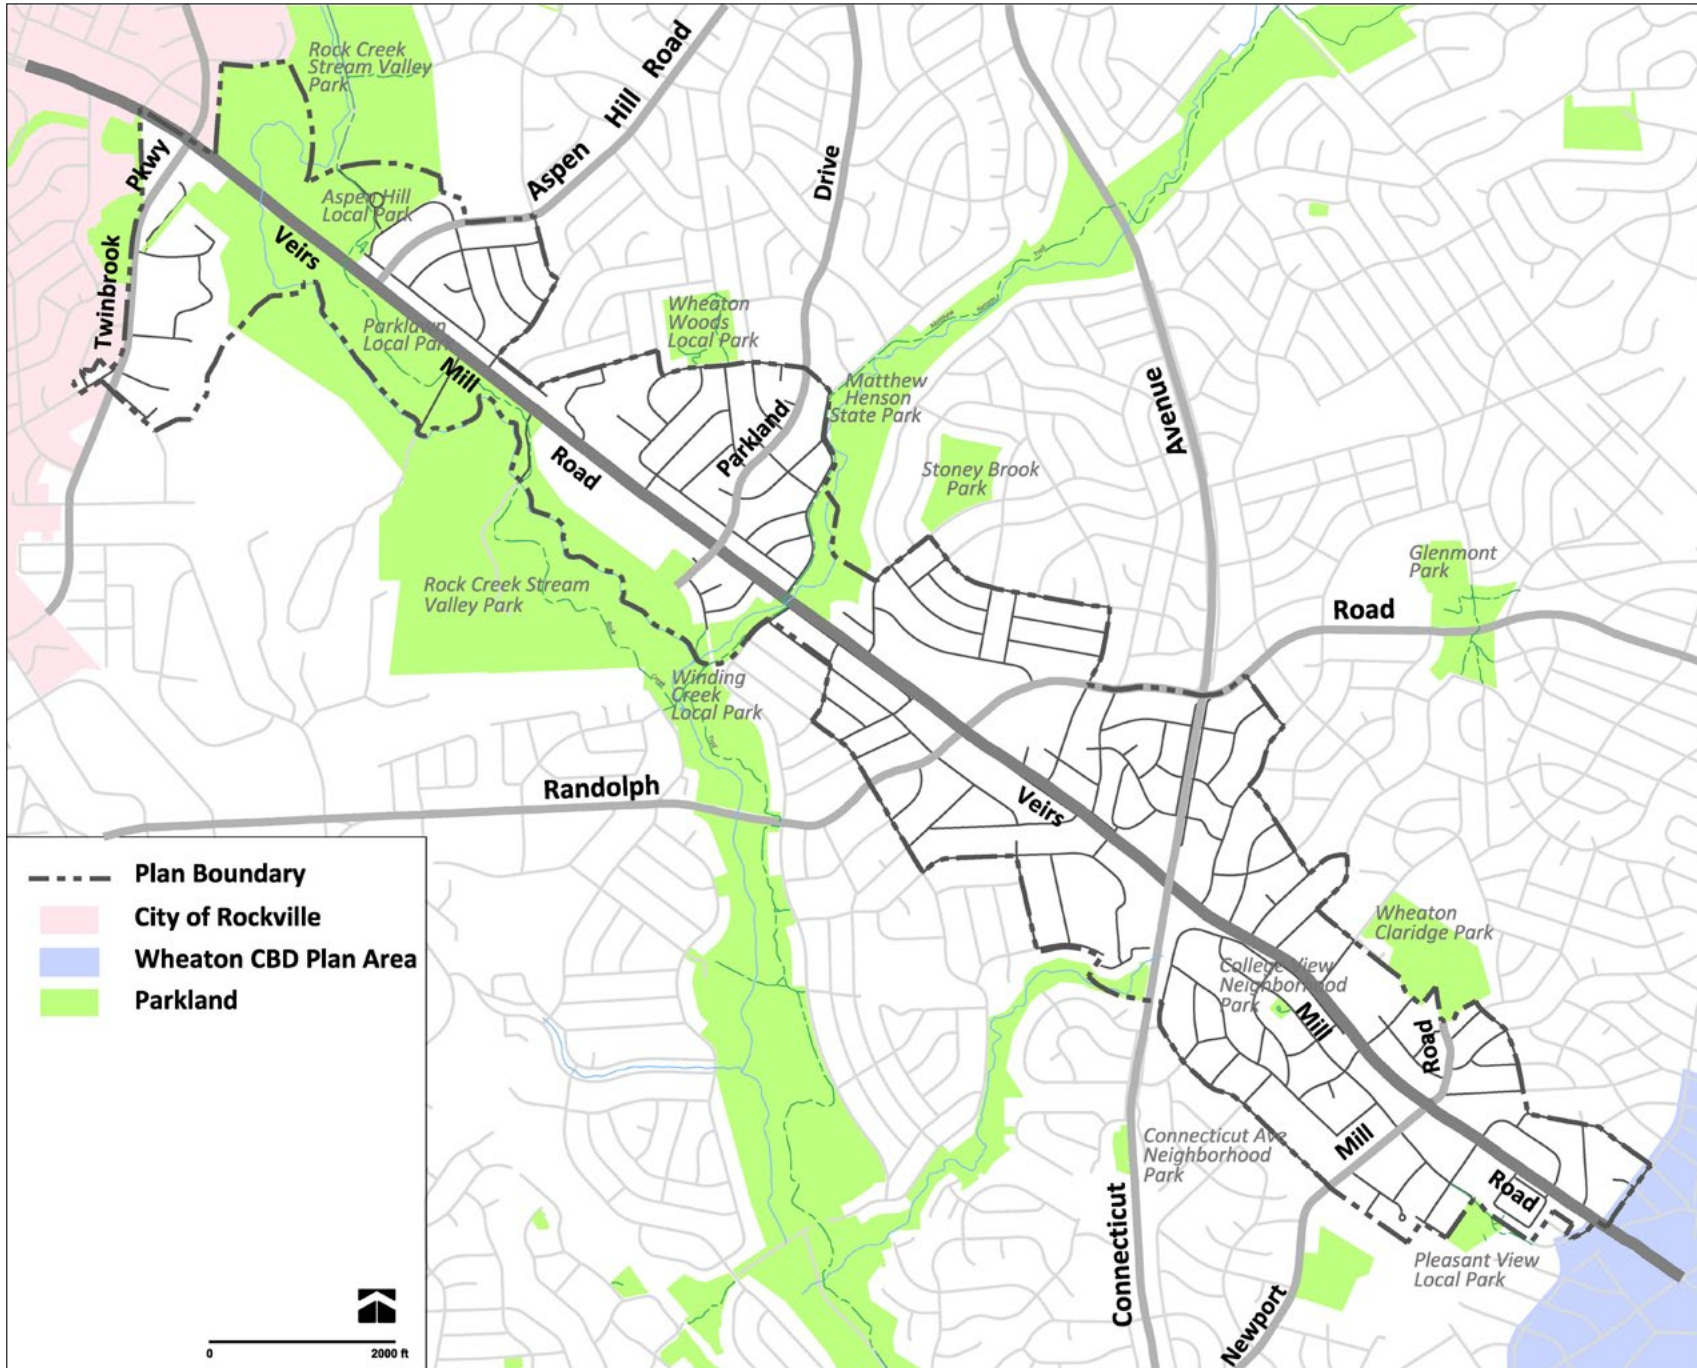 Rock Creek
Stream Valley
Park
Aspen Hill Road
Drive
Pkwy
Twinbrook
Aspen Hill
Local Park
Veirs
Parklawn
Local Park
Mill
Wheaton
Woods
Local Park
Matthew
Henson
State Park
Parkland
Road
Avenue
Stoney Brook
Park
Glenmont
Park
Road
Rock Creek Stream
Valley Park
Winding
Creek
Local Park
Randolph
Veirs
Wheaton
Claridge Park
College View
Neighborhood
Park
Mill
Road
Connecticut Ave
Neighborhood
Park
Mill
Road
Connecticut
Pleasant View
Local Park
Newport
Plan Boundary
City of Rockville
Wheaton CBD Plan Area
Parkland
0 2000 ft